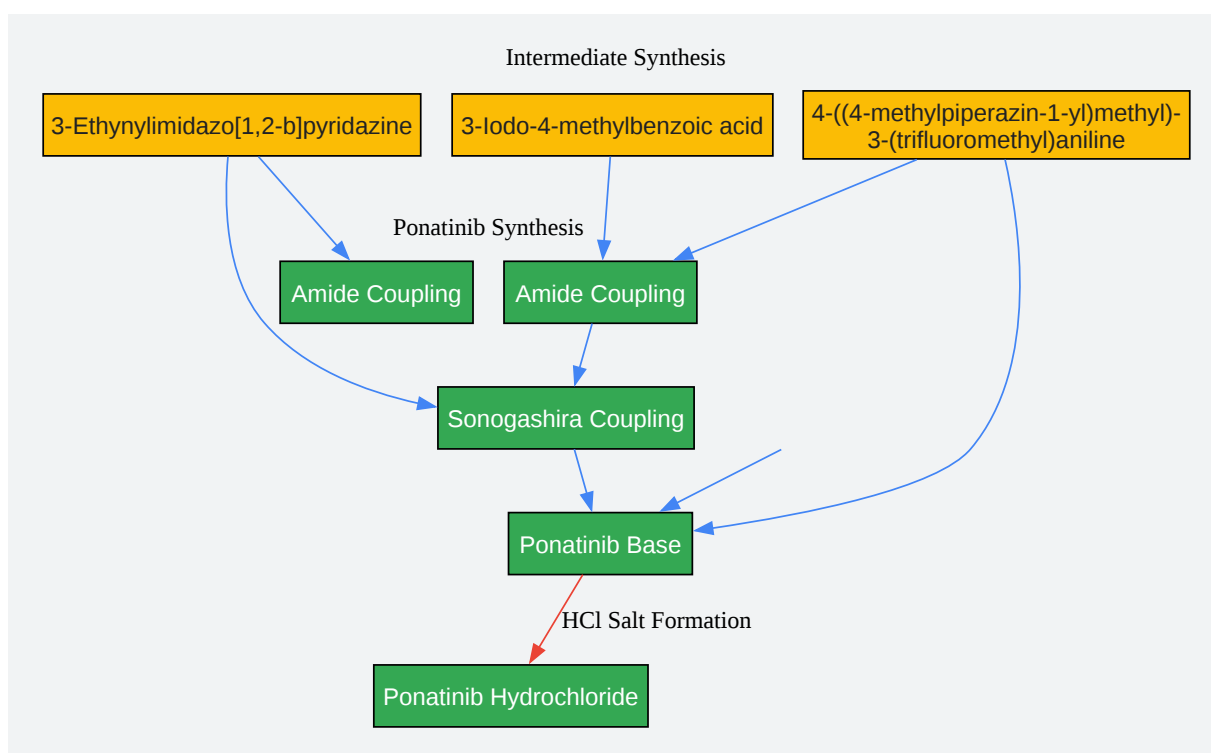 Intermediate Synthesis
3-Ethynylimidazo[1,2-b]pyridazine
3-Iodo-4-methylbenzoic acid
4-((4-methylpiperazin-1-yl)methyl)-
3-(trifluoromethyl)aniline
Ponatinib Synthesis
Amide Coupling
Amide Coupling
Sonogashira Coupling
Ponatinib Base
HCl Salt Formation
Ponatinib Hydrochloride